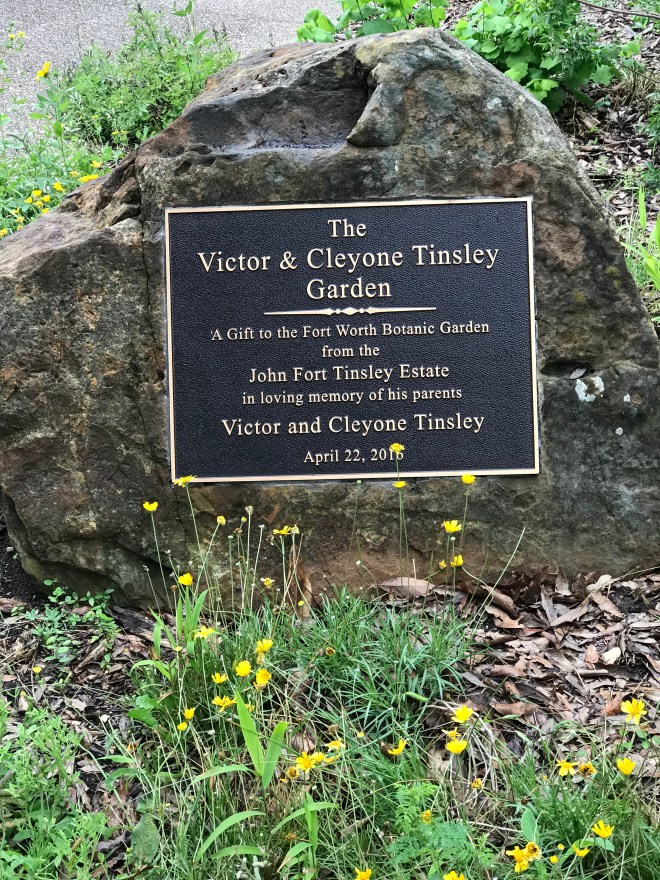 The
Victor & Cleyone Tinsley
Garden
A Gift to the Fort Worth Botanic Garden
from the
John Fort Tinsley Estate
in loving memory of his parents
Victor and Cleyone Tinsley
April 22, 2016